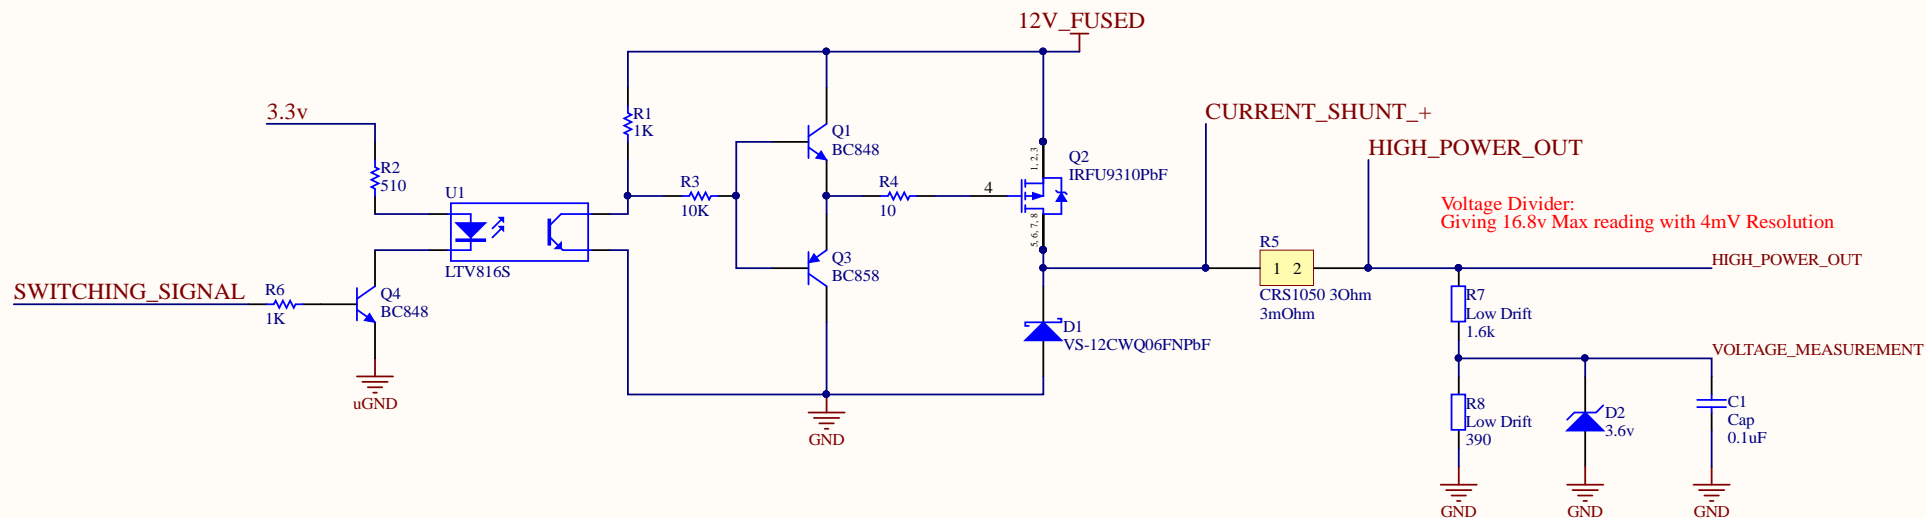 12V_FUSED
3.3v
R1
1K
R2
510
U1
LTV816S
SWITCHING_SIGNAL
R6
1K
Q4
BC848
uGND
R3
10K
Q1
BC848
Q3
BC858
GND
R4
10
4
1, 2, 3
Q2
IRFU9310PbF
5, 6, 7, 8
D1
VS-12CWQ06FNPbF
CURRENT_SHUNT_+
HIGH_POWER_OUT
R5
1 2
CRS1050 3Ohm
3mOhm
Voltage Divider:
Giving 16.8v Max reading with 4mV Resolution
HIGH_POWER_OUT
R7
Low Drift
1.6k
VOLTAGE_MEASUREMENT
R8
Low Drift
390
D2
3.6v
C1
Cap
0.1uF
GND
GND
GND